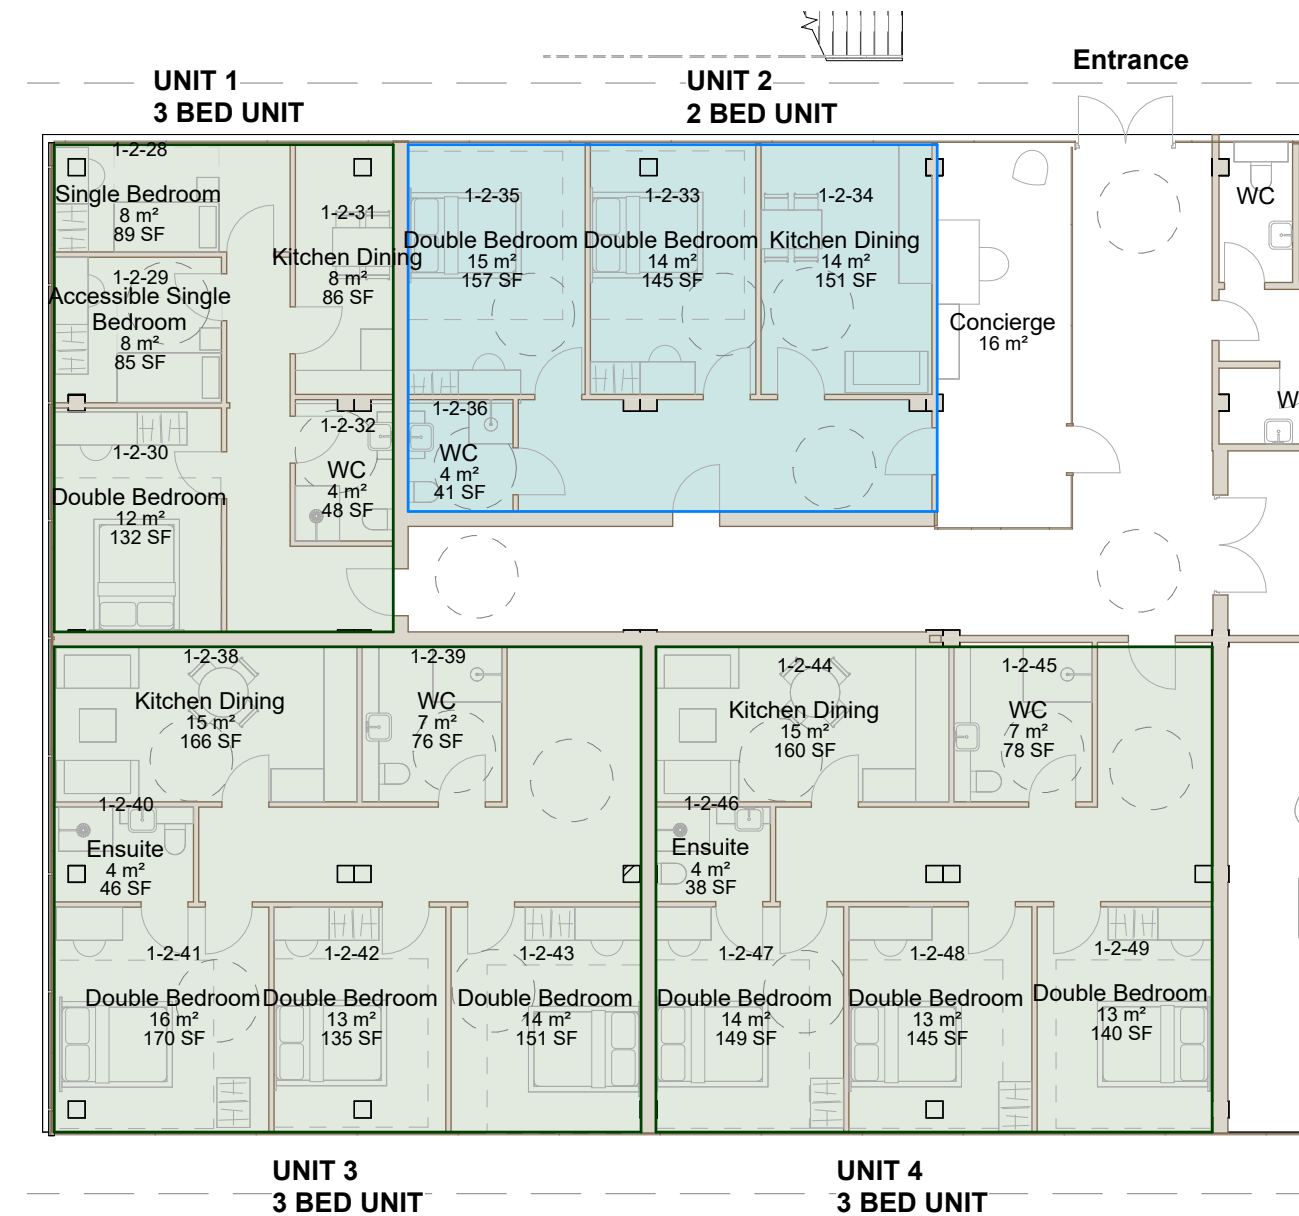 Entrance
UNIT 1
3 BED UNIT
UNIT 2
2 BED UNIT
1-2-28
Single Bedroom
8 m²
89 SF
1-2-29
Accessible Single
Bedroom
8 m²
85 SF
1-2-30
Double Bedroom
12 m²
132 SF
1-2-31
Kitchen Dining
8 m²
86 SF
1-2-32
WC
4 m²
48 SF
1-2-35
Double Bedroom
15 m²
157 SF
1-2-33
Double Bedroom
14 m²
145 SF
1-2-34
Kitchen Dining
14 m²
151 SF
1-2-36
WC
4 m²
41 SF
Concierge
16 m²
WC
W
1-2-38
Kitchen Dining
15 m²
166 SF
1-2-39
WC
7 m²
76 SF
1-2-40
Ensuite
4 m²
46 SF
1-2-41
Double Bedroom
16 m²
170 SF
1-2-42
Double Bedroom
13 m²
135 SF
1-2-43
Double Bedroom
14 m²
151 SF
1-2-44
Kitchen Dining
15 m²
160 SF
1-2-45
WC
7 m²
78 SF
1-2-46
Ensuite
4 m²
38 SF
1-2-47
Double Bedroom
14 m²
149 SF
1-2-48
Double Bedroom
13 m²
145 SF
1-2-49
Double Bedroom
13 m²
140 SF
UNIT 3
3 BED UNIT
UNIT 4
3 BED UNIT